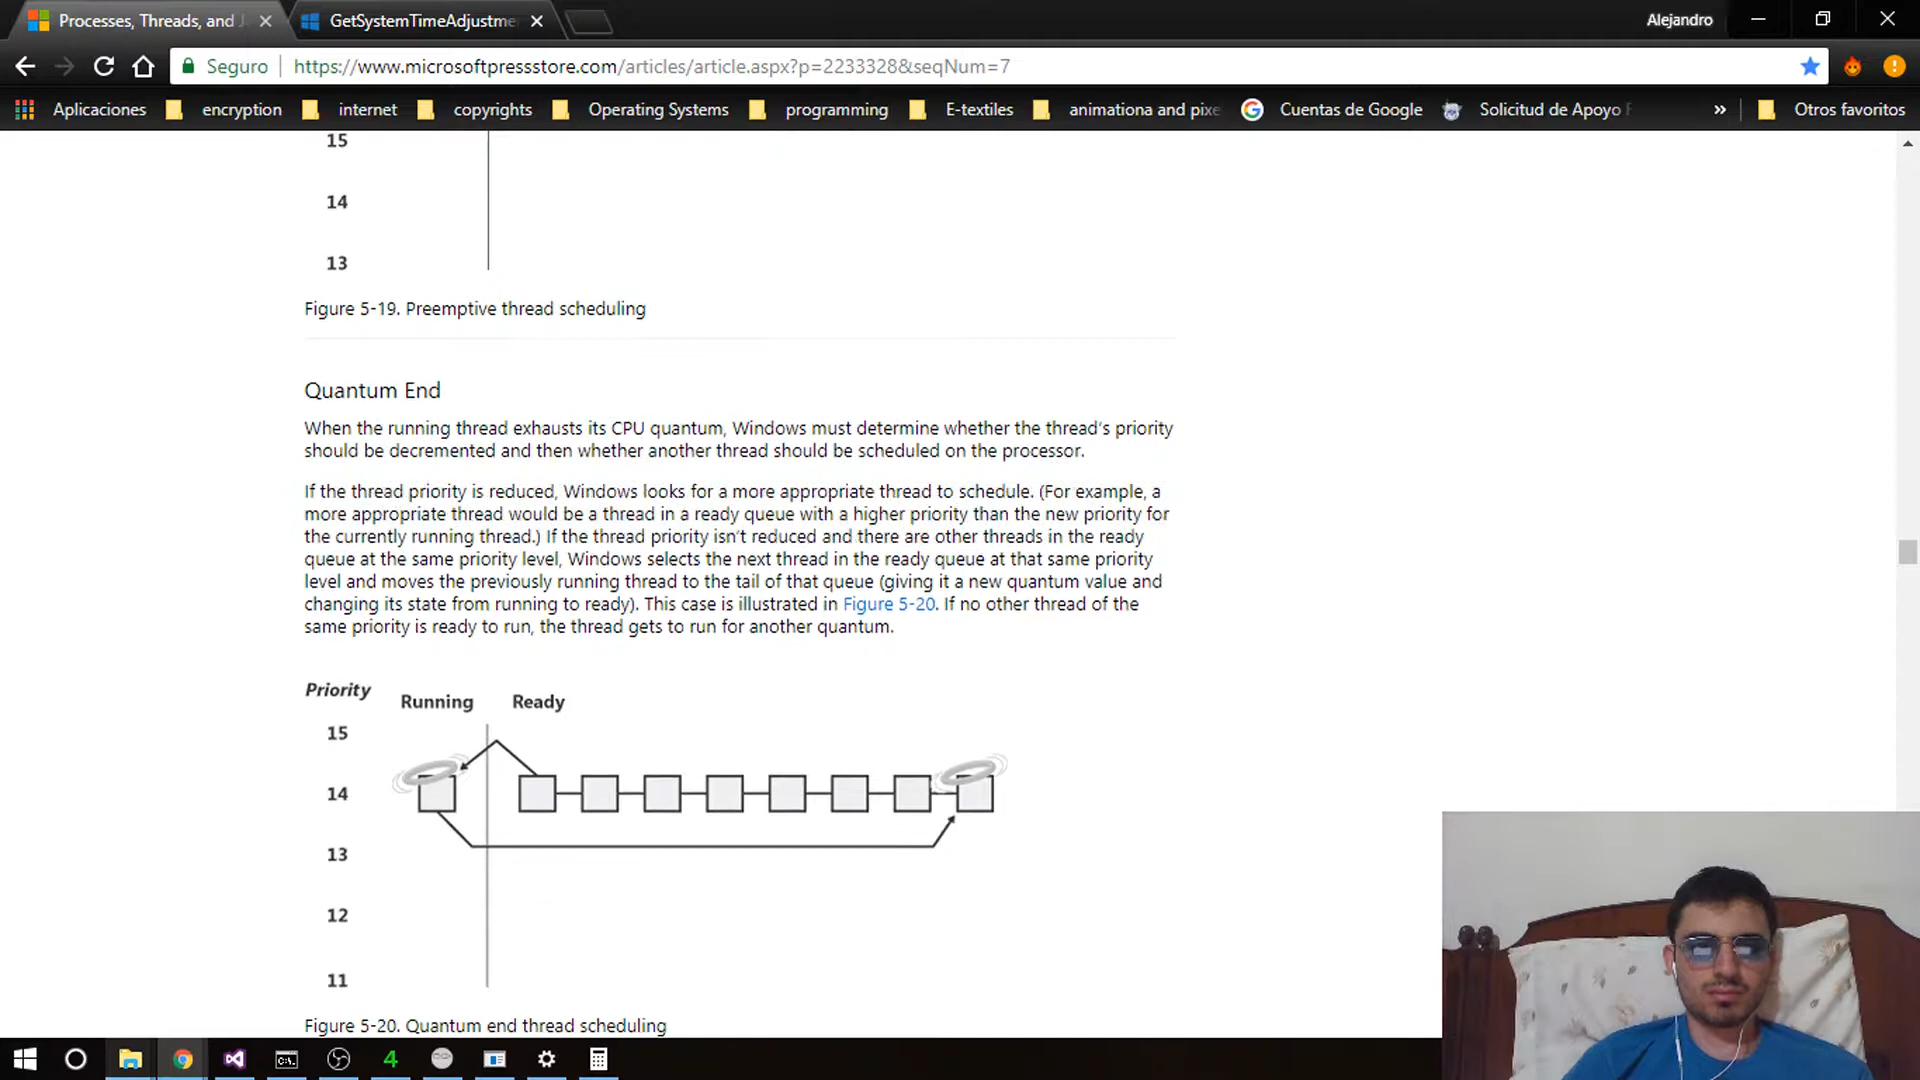 Processes, Threads, and J
GetSystemTimeAdjustme
Alejandro
Seguro
https://www.microsoftpressstore.com/articles/article.aspx?p=2233328&seqNum=7
Aplicaciones encryption internet copyrights Operating Systems programming E-textiles animationa and pixe Cuentas de Google Solicitud de Apoyo » Otros favoritos
15
14
13
Figure 5-19. Preemptive thread scheduling
Quantum End
When the running thread exhausts its CPU quantum, Windows must determine whether the thread's priority
should be decremented and then whether another thread should be scheduled on the processor.
If the thread priority is reduced, Windows looks for a more appropriate thread to schedule. (For example, a
more appropriate thread would be a thread in a ready queue with a higher priority than the new priority for
the currently running thread.) If the thread priority isn't reduced and there are other threads in the ready
queue at the same priority level, Windows selects the next thread in the ready queue at that same priority
level and moves the previously running thread to the tail of that queue (giving it a new quantum value and
changing its state from running to ready). This case is illustrated in Figure 5-20. If no other thread of the
same priority is ready to run, the thread gets to run for another quantum.
Priority Running Ready
15
14
13
12
11
Figure 5-20. Quantum end thread scheduling
4